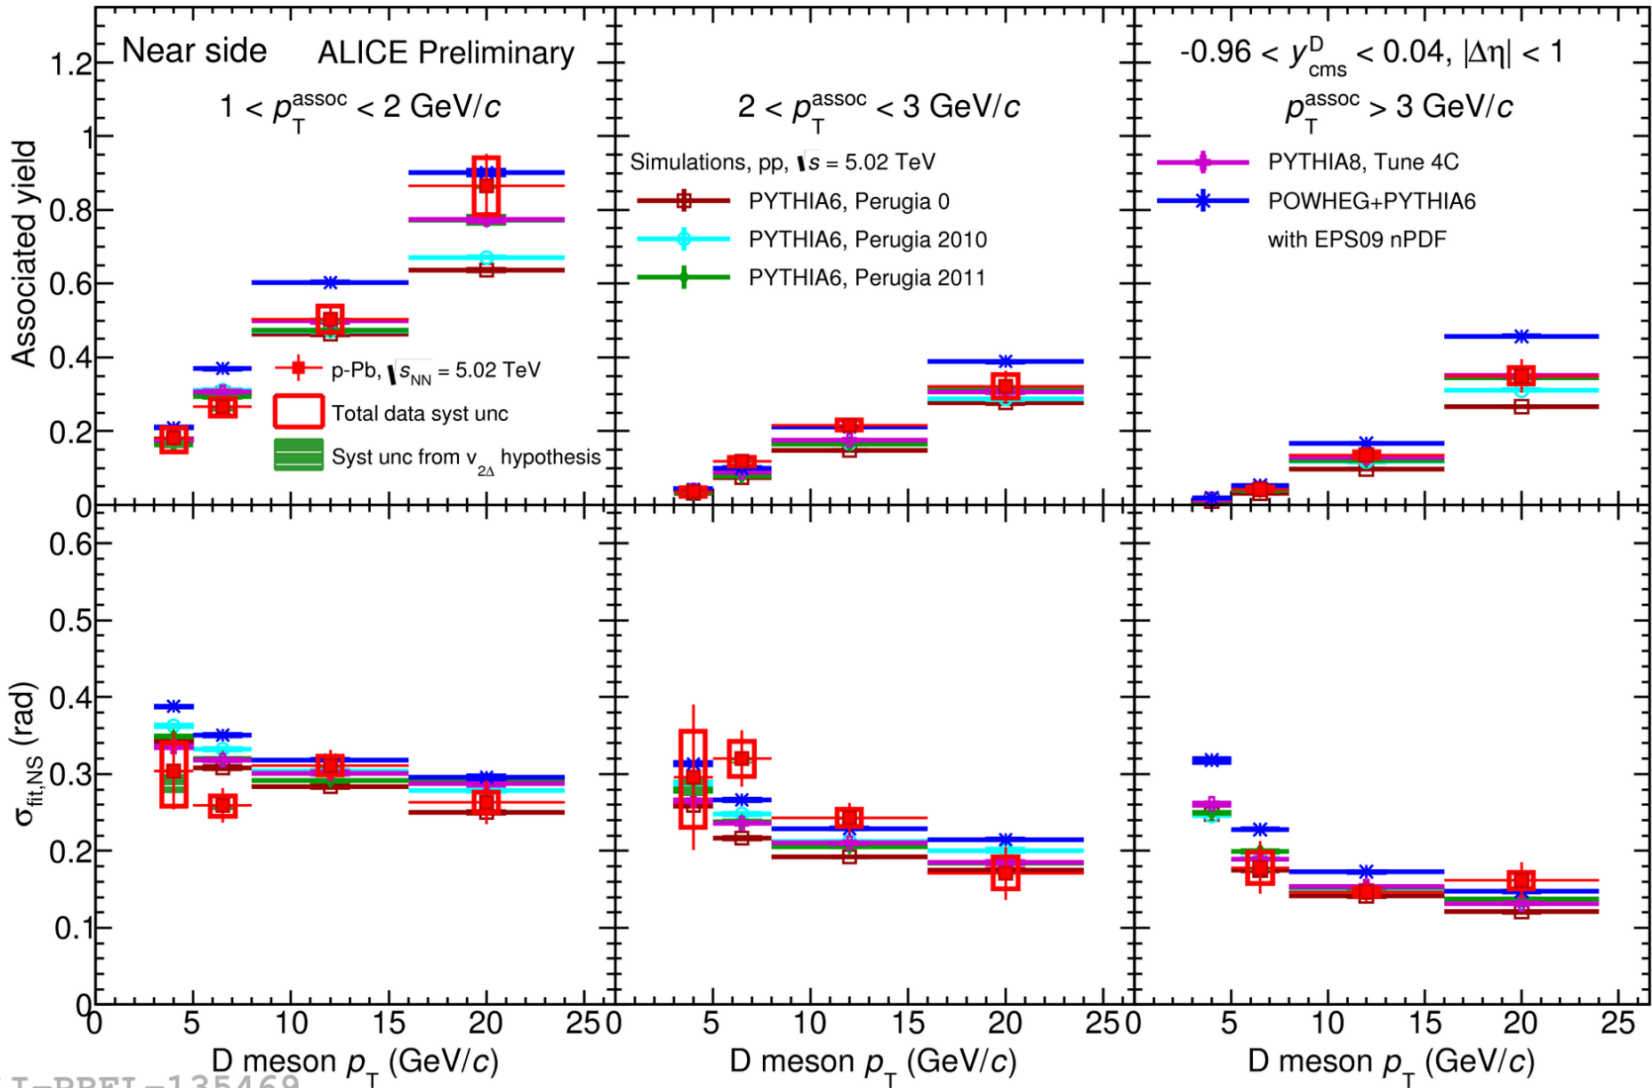 Near side ALICE Preliminary
1 < p_T^assoc < 2 GeV/c
2 < p_T^assoc < 3 GeV/c
-0.96 < y_cms^D < 0.04, |Δη| < 1
p_T^assoc > 3 GeV/c
Simulations, pp, √s = 5.02 TeV
PYTHIA6, Perugia 0
PYTHIA6, Perugia 2010
PYTHIA6, Perugia 2011
PYTHIA8, Tune 4C
POWHEG+PYTHIA6
with EPS09 nPDF
p-Pb, √s_NN = 5.02 TeV
Total data syst unc
Syst unc from v_2Δ hypothesis
Associated yield
1.2
1
0.8
0.6
0.4
0.2
0
σ_fit,NS (rad)
0.6
0.5
0.4
0.3
0.2
0.1
0
0 5 10 15 20 25
0 5 10 15 20 25
0 5 10 15 20 25
D meson p_T (GeV/c)
D meson p_T (GeV/c)
D meson p_T (GeV/c)